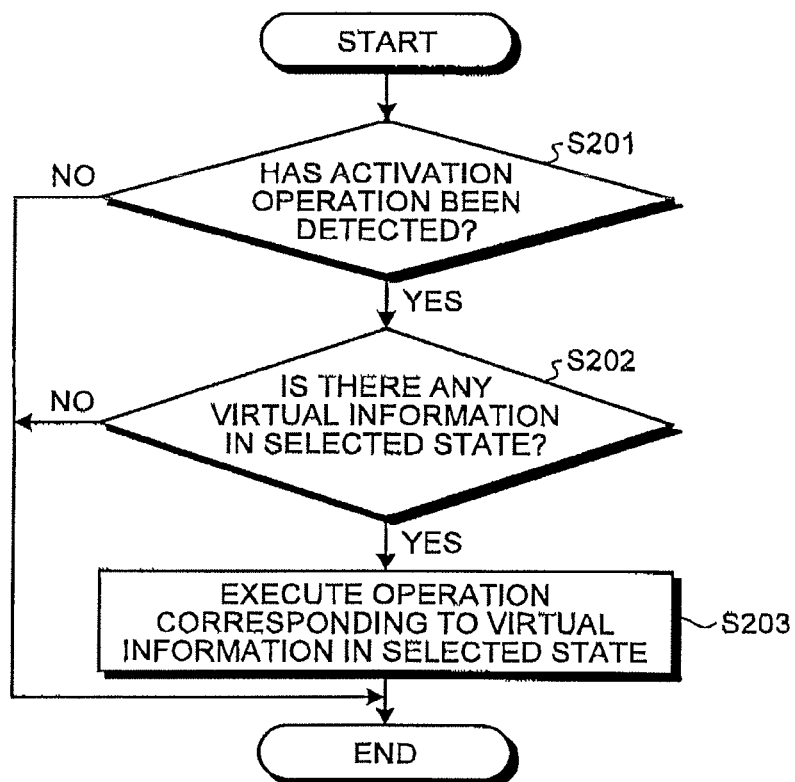 START
S201
NO
HAS ACTIVATION
OPERATION BEEN
DETECTED?
YES
S202
NO
IS THERE ANY
VIRTUAL INFORMATION
IN SELECTED STATE?
YES
EXECUTE OPERATION
CORRESPONDING TO VIRTUAL
INFORMATION IN SELECTED STATE
S203
END